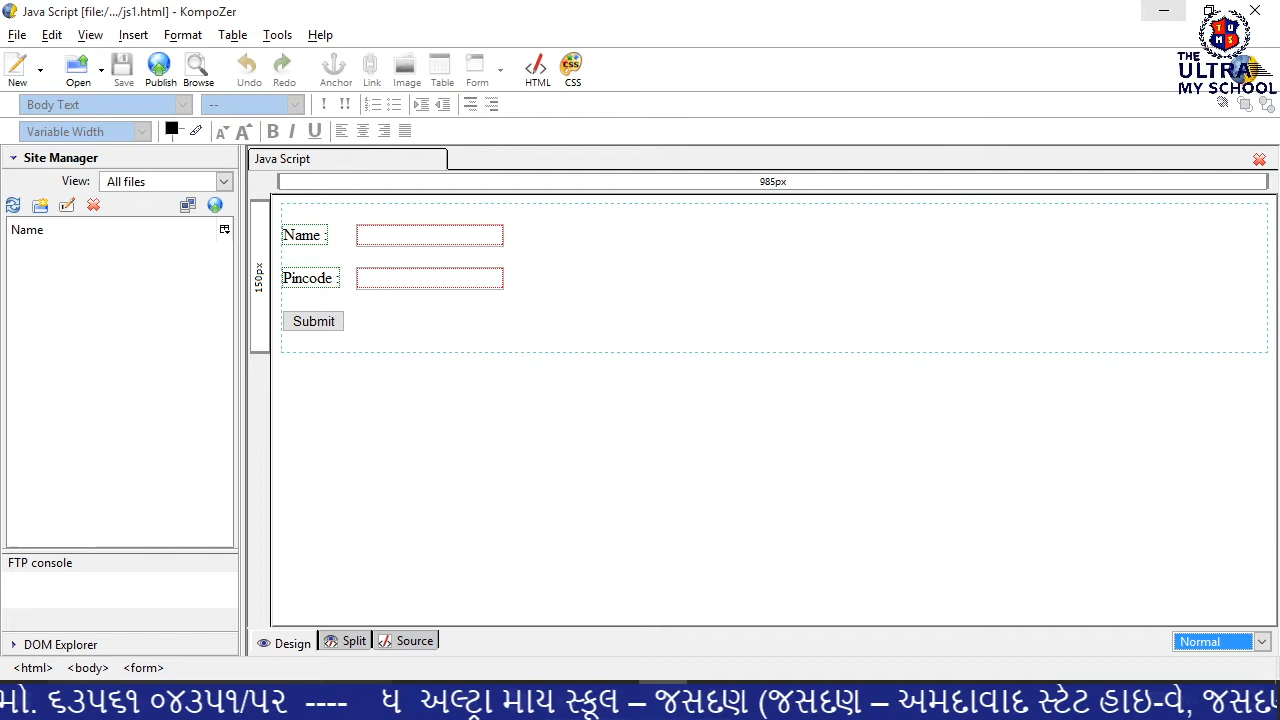 Java Script [file:/.../js1.html] - KompoZer
File Edit View Insert Format Table Tools Help
New Open Save Publish Browse Undo Redo Anchor Link Image Table Form HTML CSS
THE
ULTRA
MY SCHOOL
TU
MS
Body Text --
Variable Width
Site Manager
View: All files
Name
FTP console
DOM Explorer
Java Script
985px
150px
Name :
Pincode :
Submit
Design Split Source
Normal
<html> <body> <form>
મો. ૬૩૫૬૧ ૦૪૩૫૧/૫૨ ---- ધ અલ્ટ્રા માય સ્કૂલ – જસદણ (જસદણ – અમદાવાદ સ્ટેટ હાઇ-વે, જસદણ